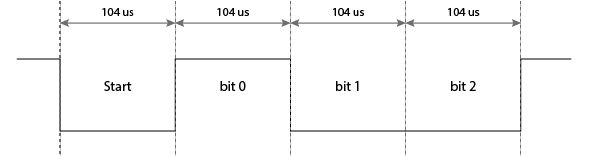 104 us 104 us 104 us 104 us
Start bit 0 bit 1 bit 2